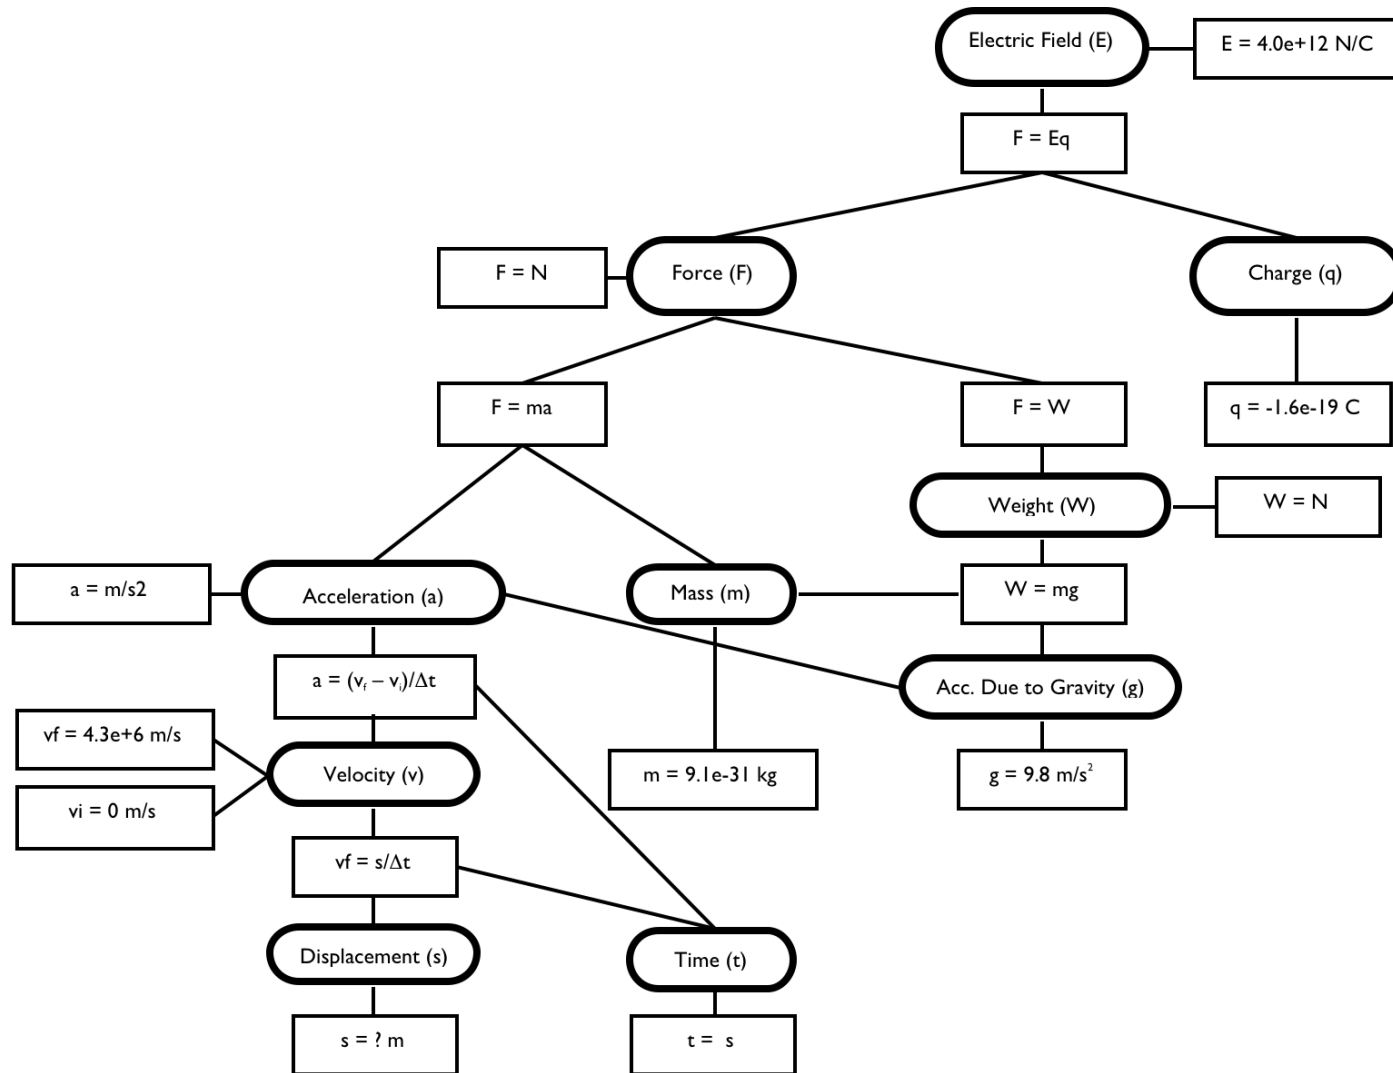 Electric Field (E)
E = 4.0e+12 N/C
F = Eq
F = N
Force (F)
Charge (q)
F = ma
F = W
q = -1.6e-19 C
Weight (W)
W = N
a = m/s2
Acceleration (a)
Mass (m)
W = mg
a = (vf – vi)/Δt
Acc. Due to Gravity (g)
vf = 4.3e+6 m/s
Velocity (v)
m = 9.1e-31 kg
g = 9.8 m/s²
vi = 0 m/s
vf = s/Δt
Displacement (s)
Time (t)
s = ? m
t = s